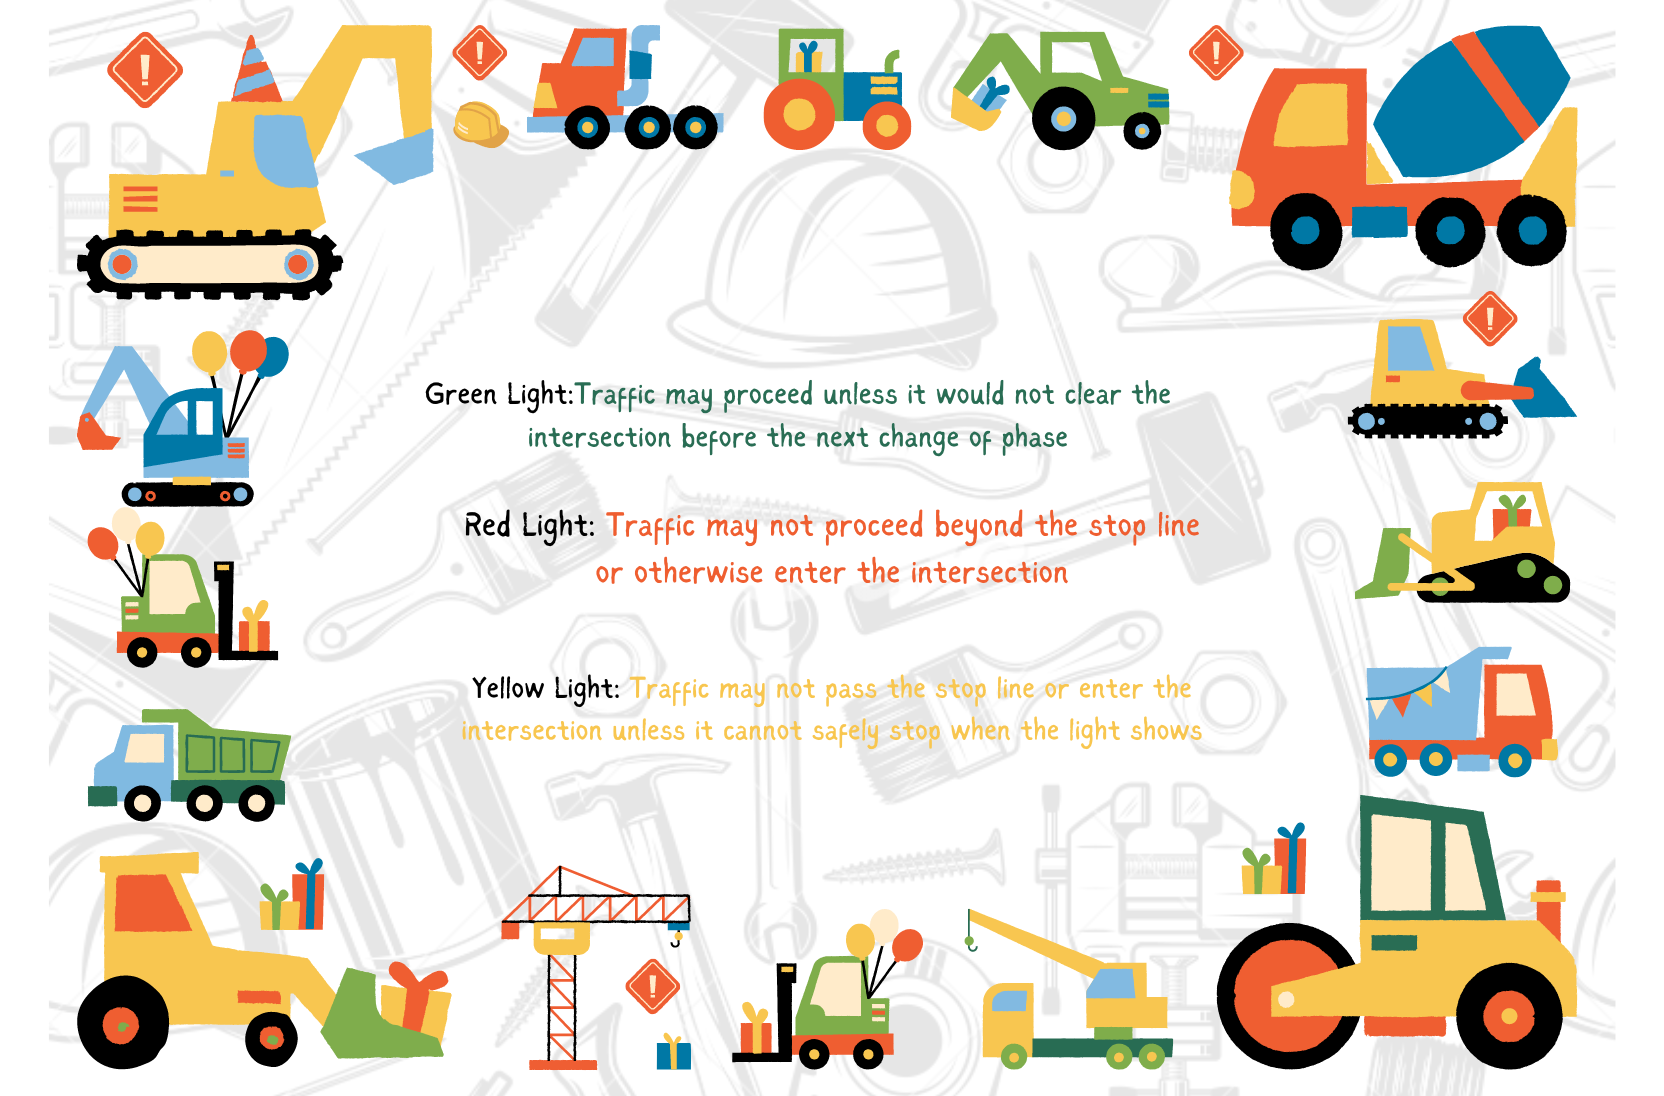 Green Light:Traffic may proceed unless it would not clear the
intersection before the next change of phase
Red Light: Traffic may not proceed beyond the stop line
or otherwise enter the intersection
Yellow Light: Traffic may not pass the stop line or enter the
intersection unless it cannot safely stop when the light shows